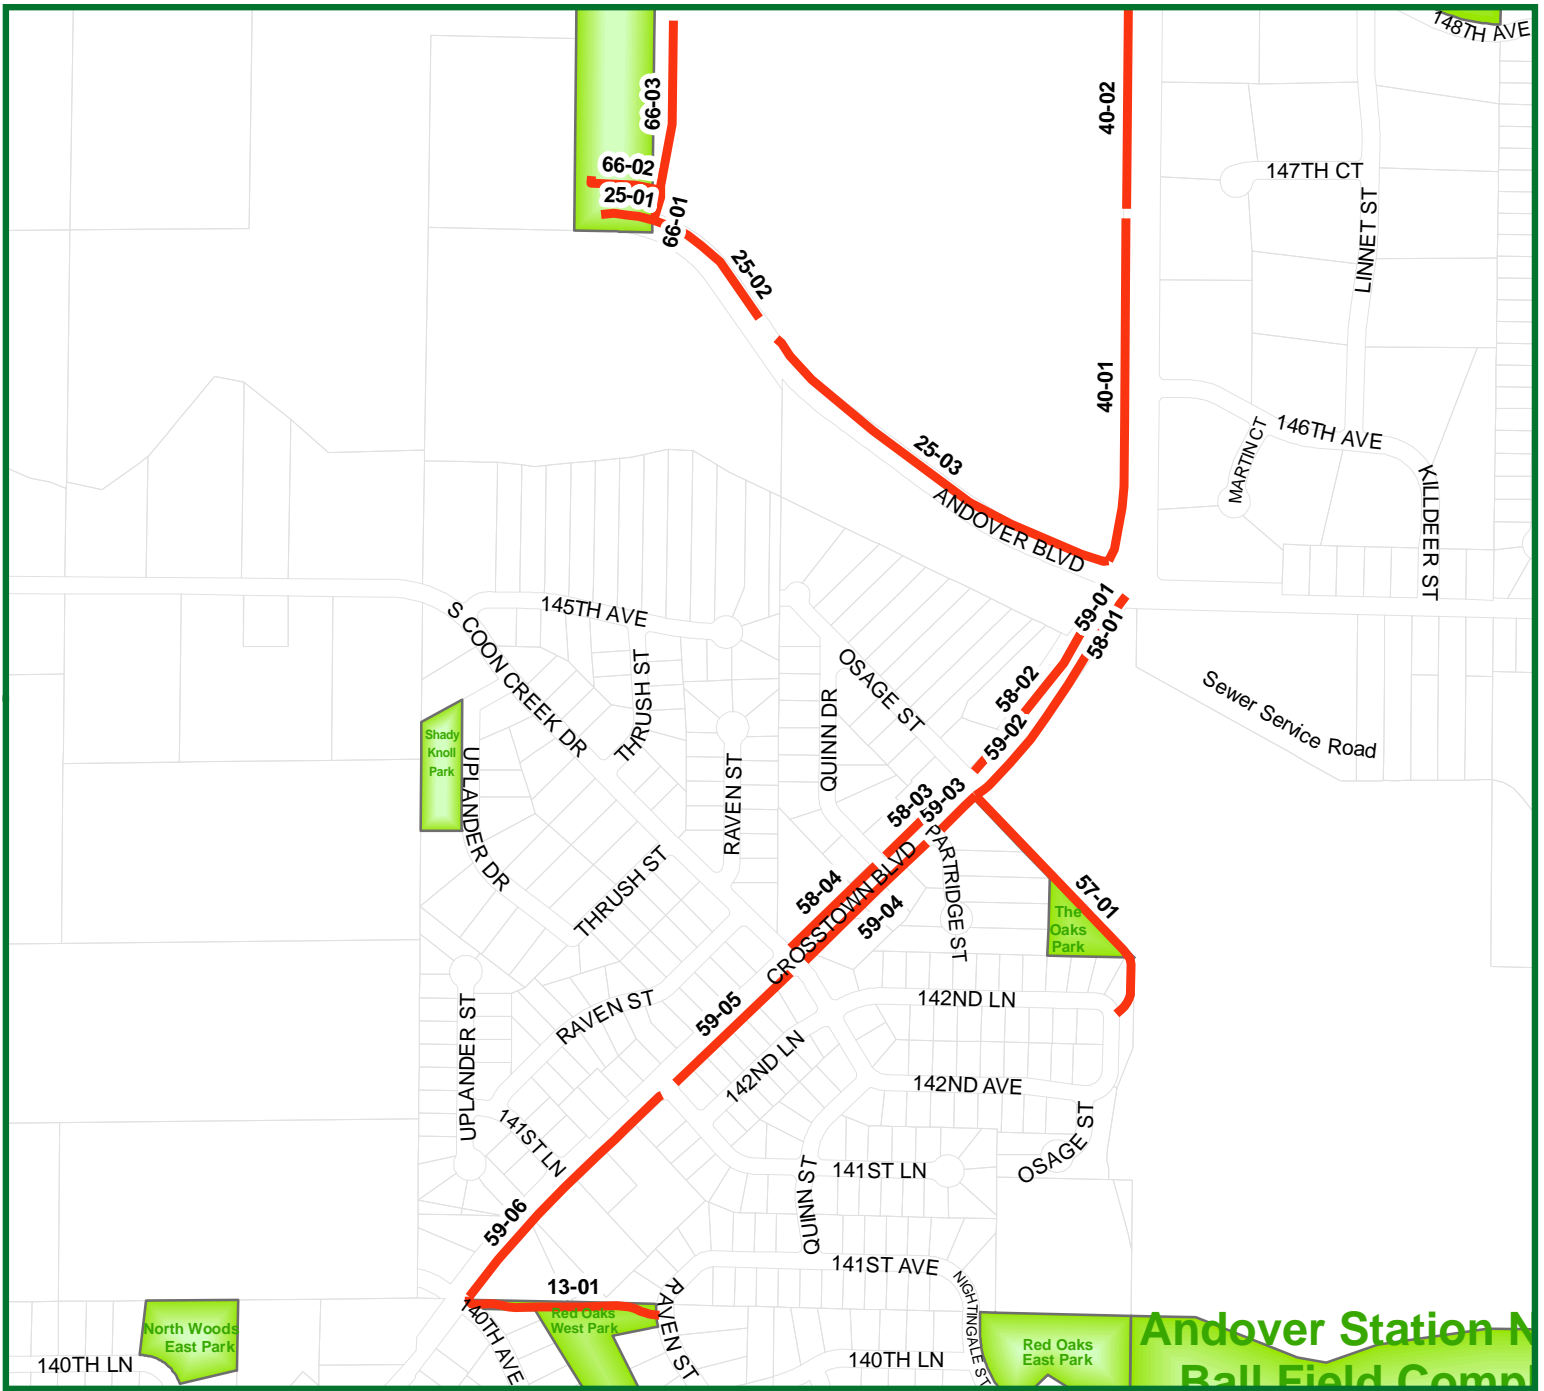 148TH AVE
66-03
40-02
66-02
147TH CT
25-01
66-01
LINNET ST
25-02
40-01
146TH AVE
MARTIN CT
25-03
KILLDEER ST
ANDOVER BLVD
59-01
145TH AVE
58-01
S COON CREEK DR
THRUSH ST
OSAGE ST
58-02
Sewer Service Road
QUINN DR
59-02
Shady
Knoll
Park
UPLANDER DR
RAVEN ST
58-03
59-03
PARTRIDGE ST
THRUSH ST
58-04
CROSSTOWN BLVD
59-04
57-01
The
Oaks
Park
142ND LN
RAVEN ST
59-05
UPLANDER ST
142ND LN
142ND AVE
141ST LN
OSAGE ST
141ST LN
QUINN ST
59-06
141ST AVE
13-01
NIGHTINGALE ST
RAVEN ST
140TH AVE
Red Oaks
West Park
North Woods
East Park
Andover Station N
Red Oaks
East Park
140TH LN
140TH LN
Ball Field Compl